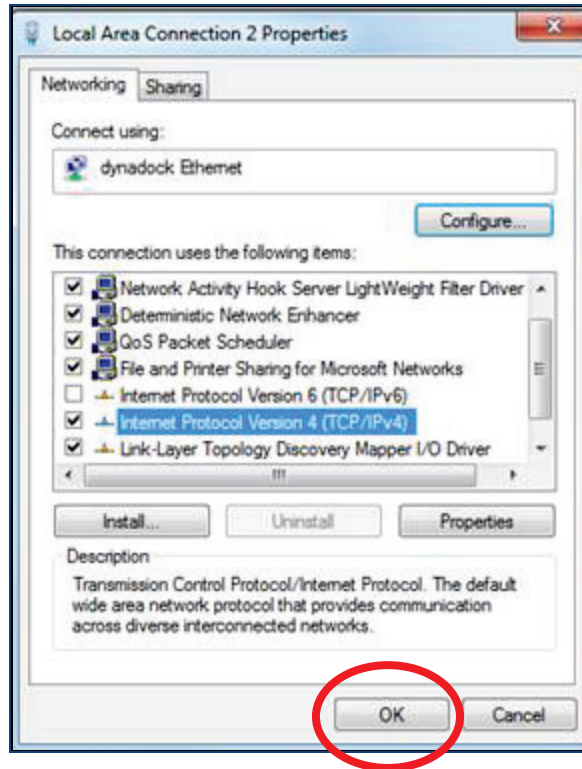 Local Area Connection 2 Properties
Networking
Sharing
Connect using:
dynadock Ethernet
Configure...
This connection uses the following items:
Network Activity Hook Server LightWeight Filter Driver
Deterministic Network Enhancer
QoS Packet Scheduler
File and Printer Sharing for Microsoft Networks
Internet Protocol Version 6 (TCP/IPv6)
Internet Protocol Version 4 (TCP/IPv4)
Link-Layer Topology Discovery Mapper I/O Driver
Install...
Uninstall
Properties
Description
Transmission Control Protocol/Internet Protocol. The default
wide area network protocol that provides communication
across diverse interconnected networks.
OK
Cancel